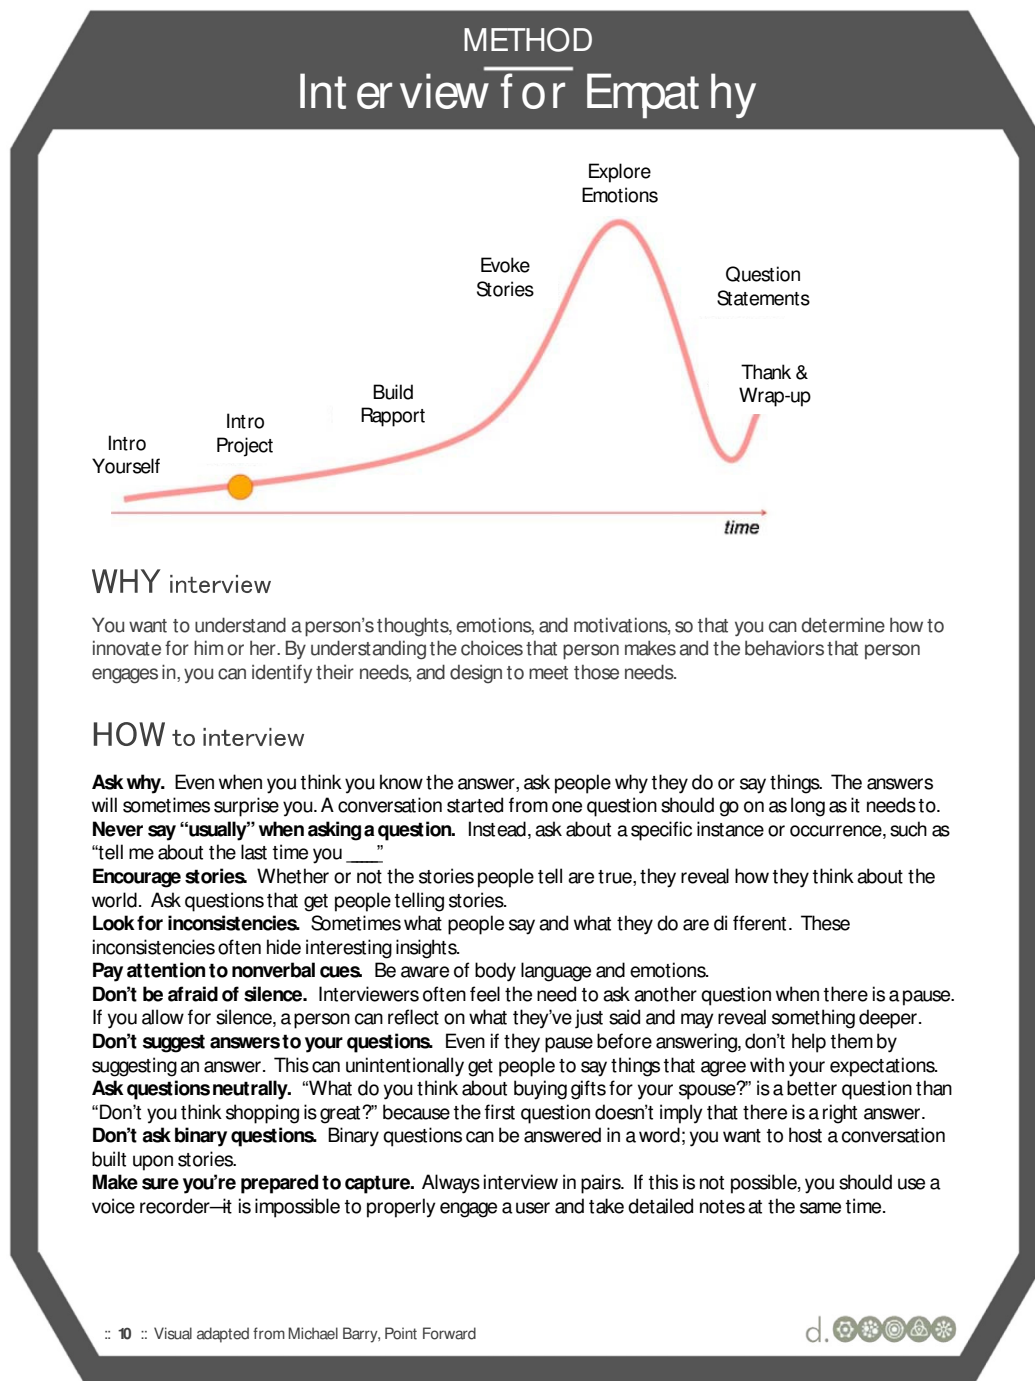 METHOD
Interview for Empathy
Explore
Emotions
Evoke
Stories
Question
Statements
Thank &
Wrap-up
Build
Rapport
Intro
Project
Intro
Yourself
time
WHY interview
You want to understand a person’s thoughts, emotions, and motivations, so that you can determine how to
innovate for him or her. By understanding the choices that person makes and the behaviors that person
engages in, you can identify their needs, and design to meet those needs.
HOW to interview
Ask why. Even when you think you know the answer, ask people why they do or say things. The answers
will sometimes surprise you. A conversation started from one question should go on as long as it needs to.
Never say “usually” when asking a question. Instead, ask about a specific instance or occurrence, such as
“tell me about the last time you ____”
Encourage stories. Whether or not the stories people tell are true, they reveal how they think about the
world. Ask questions that get people telling stories.
Look for inconsistencies. Sometimes what people say and what they do are di fferent. These
inconsistencies often hide interesting insights.
Pay attention to nonverbal cues. Be aware of body language and emotions.
Don’t be afraid of silence. Interviewers often feel the need to ask another question when there is a pause.
If you allow for silence, a person can reflect on what they’ve just said and may reveal something deeper.
Don’t suggest answers to your questions. Even if they pause before answering, don’t help them by
suggesting an answer. This can unintentionally get people to say things that agree with your expectations.
Ask questions neutrally. “What do you think about buying gifts for your spouse?” is a better question than
“Don’t you think shopping is great?” because the first question doesn’t imply that there is a right answer.
Don’t ask binary questions. Binary questions can be answered in a word; you want to host a conversation
built upon stories.
Make sure you’re prepared to capture. Always interview in pairs. If this is not possible, you should use a
voice recorder—it is impossible to properly engage a user and take detailed notes at the same time.
:: 10 :: Visual adapted from Michael Barry, Point Forward
d.